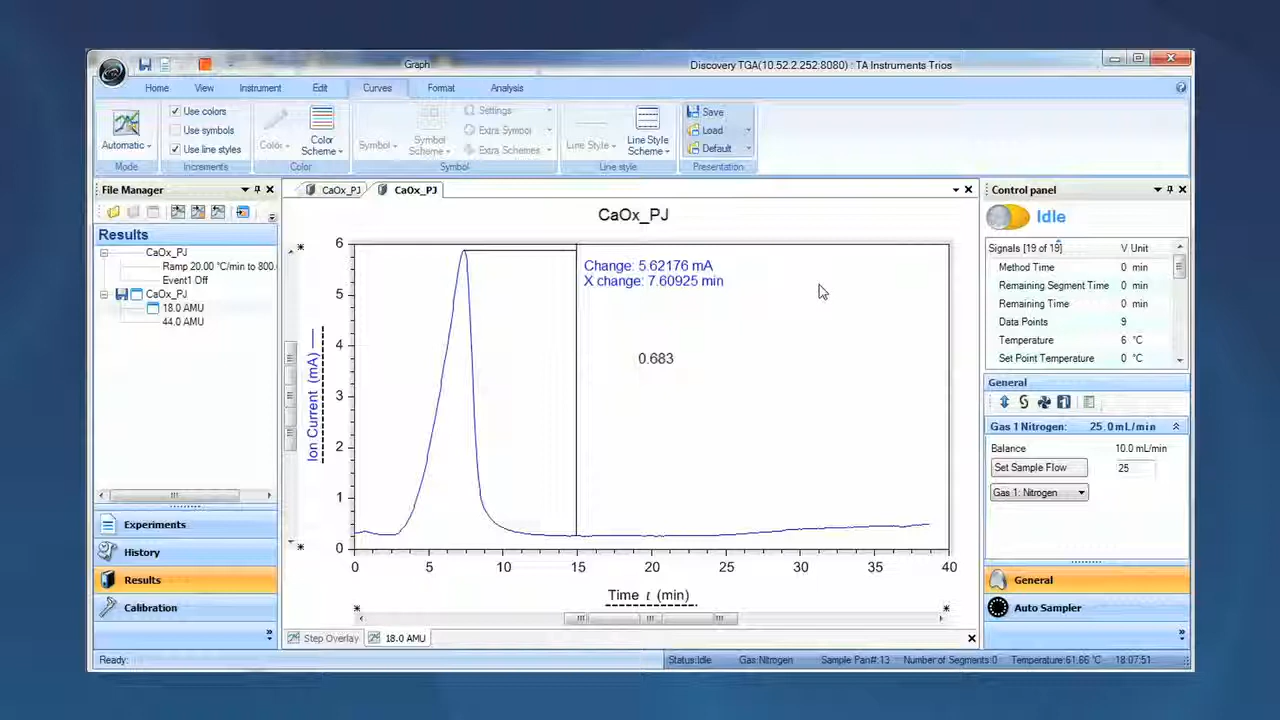 Graph
Discovery TGA(10.52.2.252:8080) : TA Instruments Trios
Home View Instrument Edit Curves Format Analysis
Automatic
Mode
Use colors
Use symbols
Use line styles
Increments
Color
Color Scheme
Color
Symbol
Symbol Scheme
Settings
Extra Symbol
Extra Schemes
Symbol
Line Style
Line Style Scheme
Line style
Save
Load
Default
Presentation
File Manager
Results
CaOx_PJ
Ramp 20.00 °C/min to 800.
Event1 Off
CaOx_PJ
18.0 AMU
44.0 AMU
Experiments
History
Results
Calibration
CaOx_PJ CaOx_PJ
CaOx_PJ
Change: 5.62176 mA
X change: 7.60925 min
0.683
Ion Current (mA)
6
5
4
3
2
1
0
0 5 10 15 20 25 30 35 40
Time t (min)
Step Overlay 18.0 AMU
Control panel
Idle
Signals [19 of 19] V Unit
Method Time 0 min
Remaining Segment Time 0 min
Remaining Time 0 min
Data Points 9
Temperature 6 °C
Set Point Temperature 0 °C
General
Gas 1 Nitrogen: 25.0mL/min
Balance 10.0 mL/min
Set Sample Flow 25
Gas 1: Nitrogen
General
Auto Sampler
Ready:
Status:Idle Gas:Nitrogen Sample Pan#:13 Number of Segments:0 Temperature:61.66 °C 18:07:51